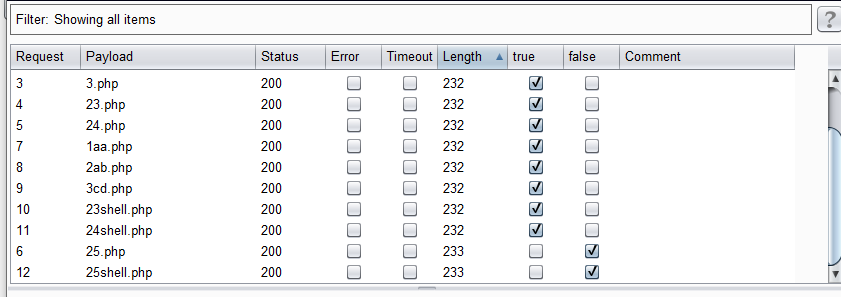 Filter: Showing all items
?
Request Payload Status Error Timeout Length true false Comment
3 3.php 200 232
4 23.php 200 232
5 24.php 200 232
7 1aa.php 200 232
8 2ab.php 200 232
9 3cd.php 200 232
10 23shell.php 200 232
11 24shell.php 200 232
6 25.php 200 233
12 25shell.php 200 233